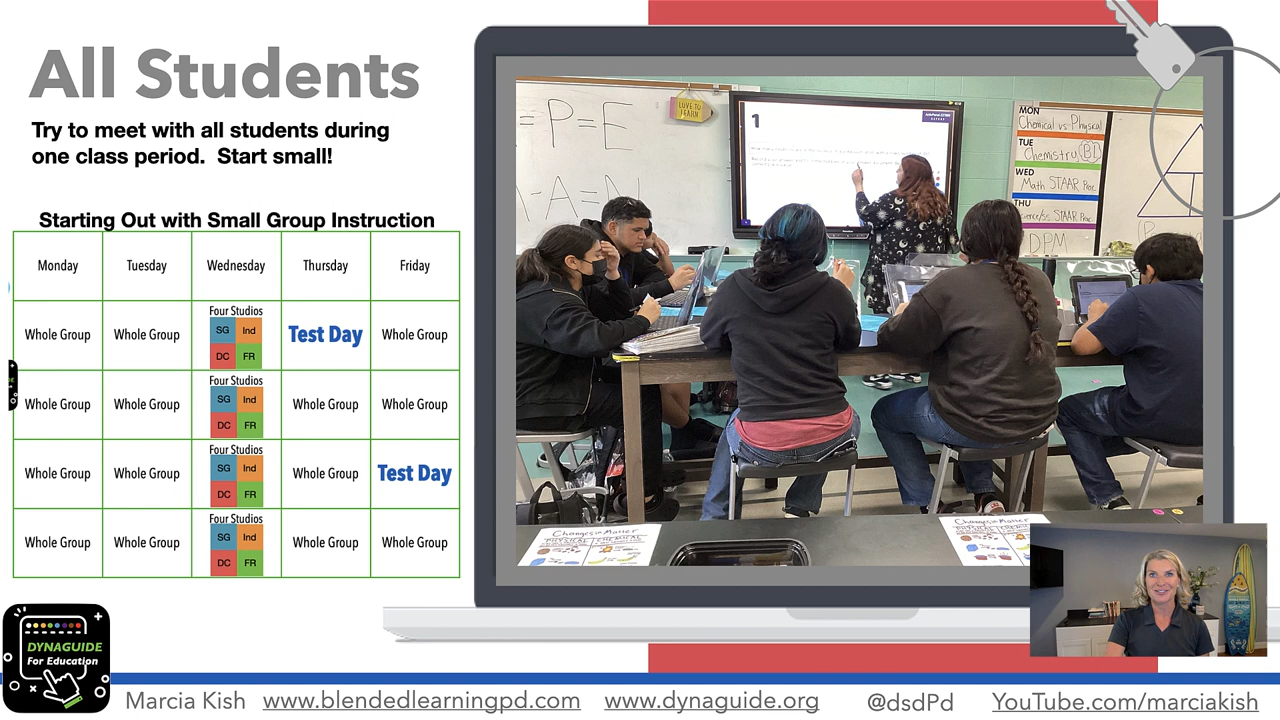 All Students
Try to meet with all students during
one class period.  Start small!
Starting Out with Small Group Instruction
Monday Tuesday Wednesday Thursday Friday
Whole Group Whole Group Four Studios SG Ind DC FR Test Day Whole Group
Whole Group Whole Group Four Studios SG Ind DC FR Whole Group Whole Group
Whole Group Whole Group Four Studios SG Ind DC FR Whole Group Test Day
Whole Group Whole Group Four Studios SG Ind DC FR Whole Group Whole Group
= P = E
- A = N
LOVE TO
LEARN
1
MON
Chemical vs Physical
TUE
Chemistry (B1)
WED
Math STAAR Prac.
THU
STAAR Prac.
DPM
Changes in Matter
PHYSICAL CHEMICAL
Changes in Matter
DYNAGUIDE
For Education
Marcia Kish www.blendedlearningpd.com www.dynaguide.org @dsdPd YouTube.com/marciakish